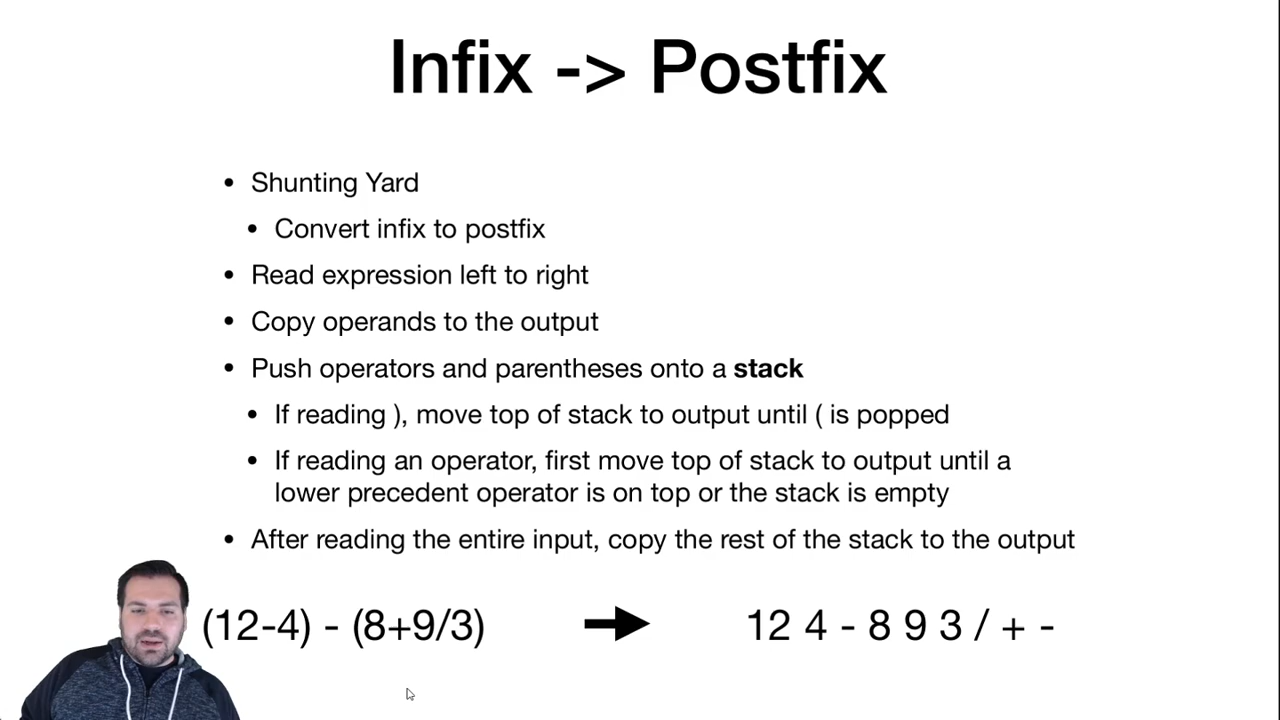 Infix -> Postfix
• Shunting Yard
• Convert infix to postfix
• Read expression left to right
• Copy operands to the output
• Push operators and parentheses onto a stack
• If reading ), move top of stack to output until ( is popped
• If reading an operator, first move top of stack to output until a
lower precedent operator is on top or the stack is empty
• After reading the entire input, copy the rest of the stack to the output
(12-4) - (8+9/3)
12 4 - 8 9 3 / + -